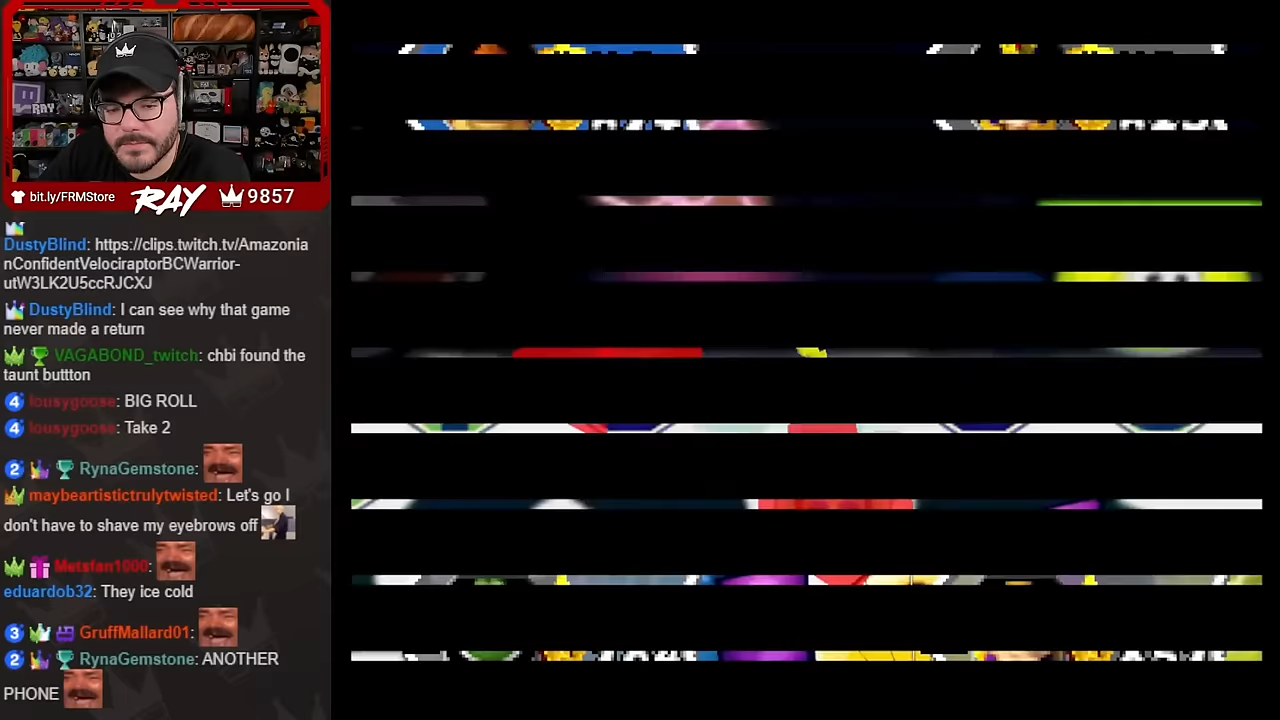 RAY
bit.ly/FRMStore
RAY
9857
DustyBlind: https://clips.twitch.tv/Amazonia
nConfidentVelociraptorBCWarrior-
utW3LK2U5ccRJCXJ
DustyBlind: I can see why that game
never made a return
VAGABOND_twitch: chbi found the
taunt buttton
4 lousygoose: BIG ROLL
4 lousygoose: Take 2
2 RynaGemstone:
maybeartistictrulytwisted: Let's go I
don't have to shave my eyebrows off
Metsfan1000:
eduardob32: They ice cold
3 GruffMallard01:
2 RynaGemstone: ANOTHER
PHONE